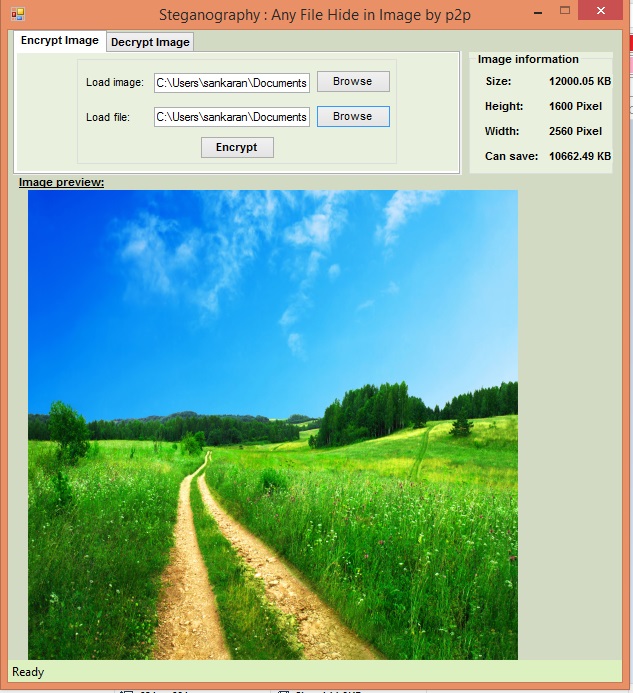 Steganography : Any File Hide in Image by p2p
Encrypt Image Decrypt Image
Load image: C:\Users\sankaran\Documents Browse
Load file: C:\Users\sankaran\Documents Browse
Encrypt
Image information
Size: 12000.05 KB
Height: 1600 Pixel
Width: 2560 Pixel
Can save: 10662.49 KB
Image preview:
Ready